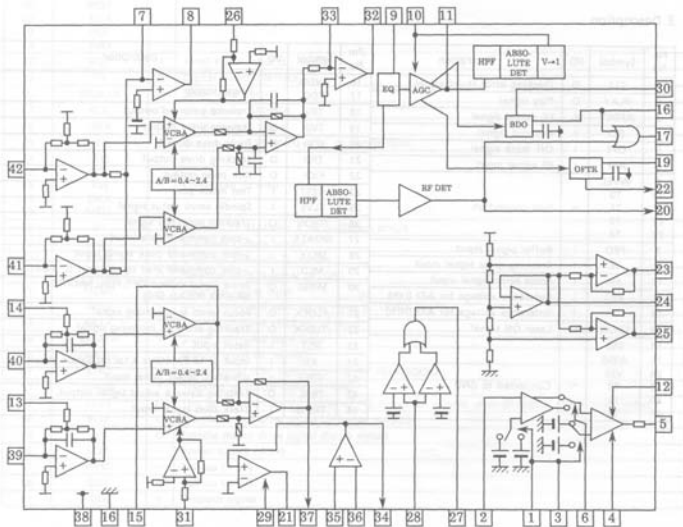 7 8 26 33 32 9 10 11
HPF ABSOLUTE DET V→1
EQ AGC
30
16
BDO
17
VCBA
OFTR
19
22
42
A/B=0.4~2.4
HPF ABSOLUTE DET RF DET
20
VCBA
41
23
14
24
VCBA
25
40
A/B=0.4~2.4
12
13
VCBA
5
39
38 16 15 31 29 21 37 35 36 34 28 27 2 1 3 6 4